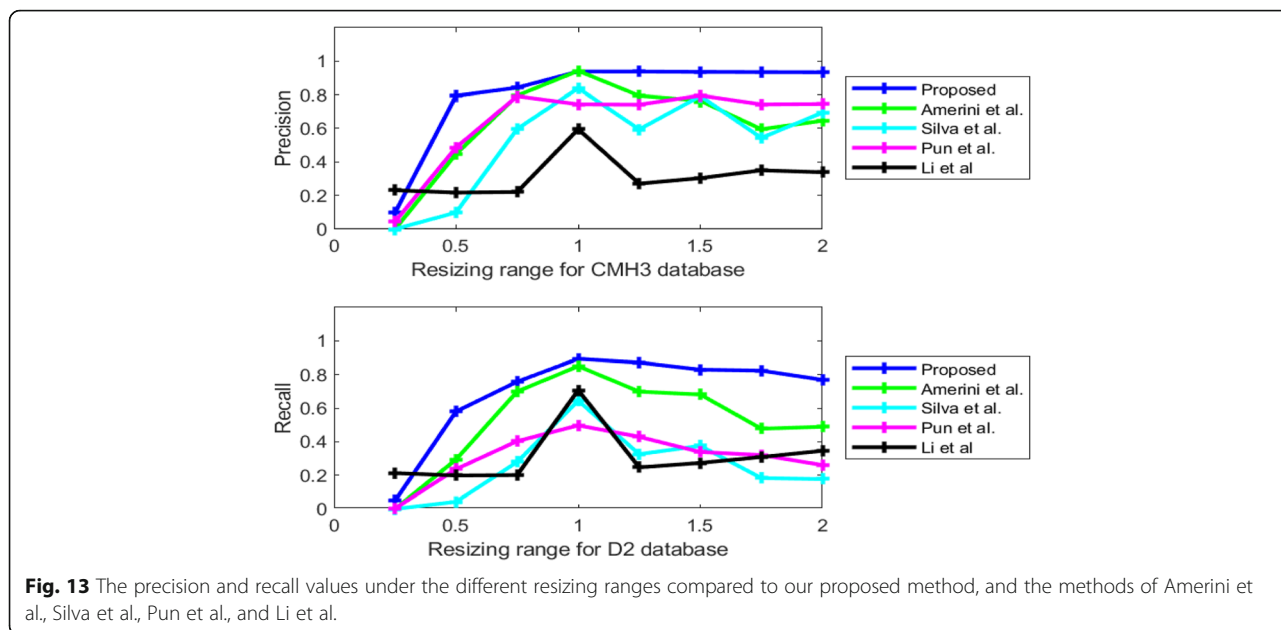 1
0.8
0.6
0.4
0.2
0
Precision
0 0.5 1 1.5 2
Resizing range for CMH3 database
Proposed
Amerini et al.
Silva et al.
Pun et al.
Li et al
1
0.8
0.6
0.4
0.2
0
Recall
0 0.5 1 1.5 2
Resizing range for D2 database
Proposed
Amerini et al.
Silva et al.
Pun et al.
Li et al
Fig. 13 The precision and recall values under the different resizing ranges compared to our proposed method, and the methods of Amerini et
al., Silva et al., Pun et al., and Li et al.